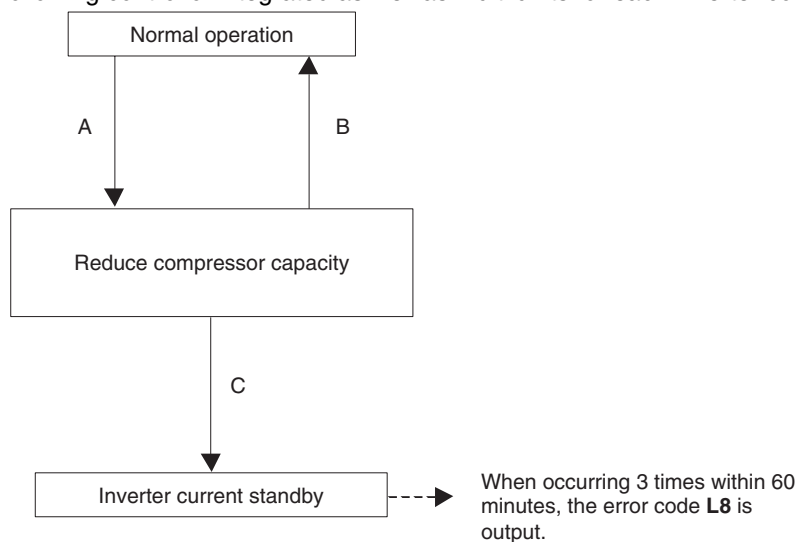 Normal operation
A
B
Reduce compressor capacity
C
Inverter current standby
When occurring 3 times within 60
minutes, the error code L8 is
output.